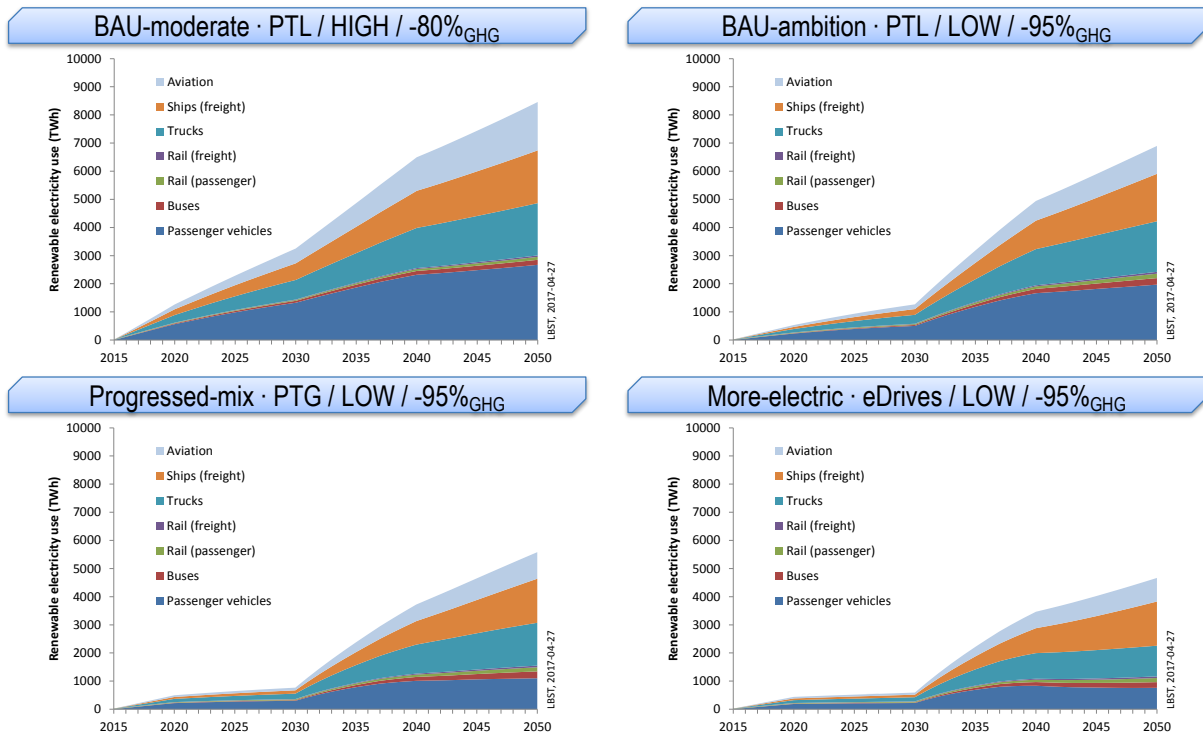 BAU-moderate · PTL / HIGH / -80%GHG
Renewable electricity use (TWh)
10000
9000
8000
7000
6000
5000
4000
3000
2000
1000
0
Aviation
Ships (freight)
Trucks
Rail (freight)
Rail (passenger)
Buses
Passenger vehicles
LBST, 2017-04-27
2015 2020 2025 2030 2035 2040 2045 2050
BAU-ambition · PTL / LOW / -95%GHG
Renewable electricity use (TWh)
10000
9000
8000
7000
6000
5000
4000
3000
2000
1000
0
Aviation
Ships (freight)
Trucks
Rail (freight)
Rail (passenger)
Buses
Passenger vehicles
LBST, 2017-04-27
2015 2020 2025 2030 2035 2040 2045 2050
Progressed-mix · PTG / LOW / -95%GHG
Renewable electricity use (TWh)
10000
9000
8000
7000
6000
5000
4000
3000
2000
1000
0
Aviation
Ships (freight)
Trucks
Rail (freight)
Rail (passenger)
Buses
Passenger vehicles
LBST, 2017-04-27
2015 2020 2025 2030 2035 2040 2045 2050
More-electric · eDrives / LOW / -95%GHG
Renewable electricity use (TWh)
10000
9000
8000
7000
6000
5000
4000
3000
2000
1000
0
Aviation
Ships (freight)
Trucks
Rail (freight)
Rail (passenger)
Buses
Passenger vehicles
LBST, 2017-04-27
2015 2020 2025 2030 2035 2040 2045 2050